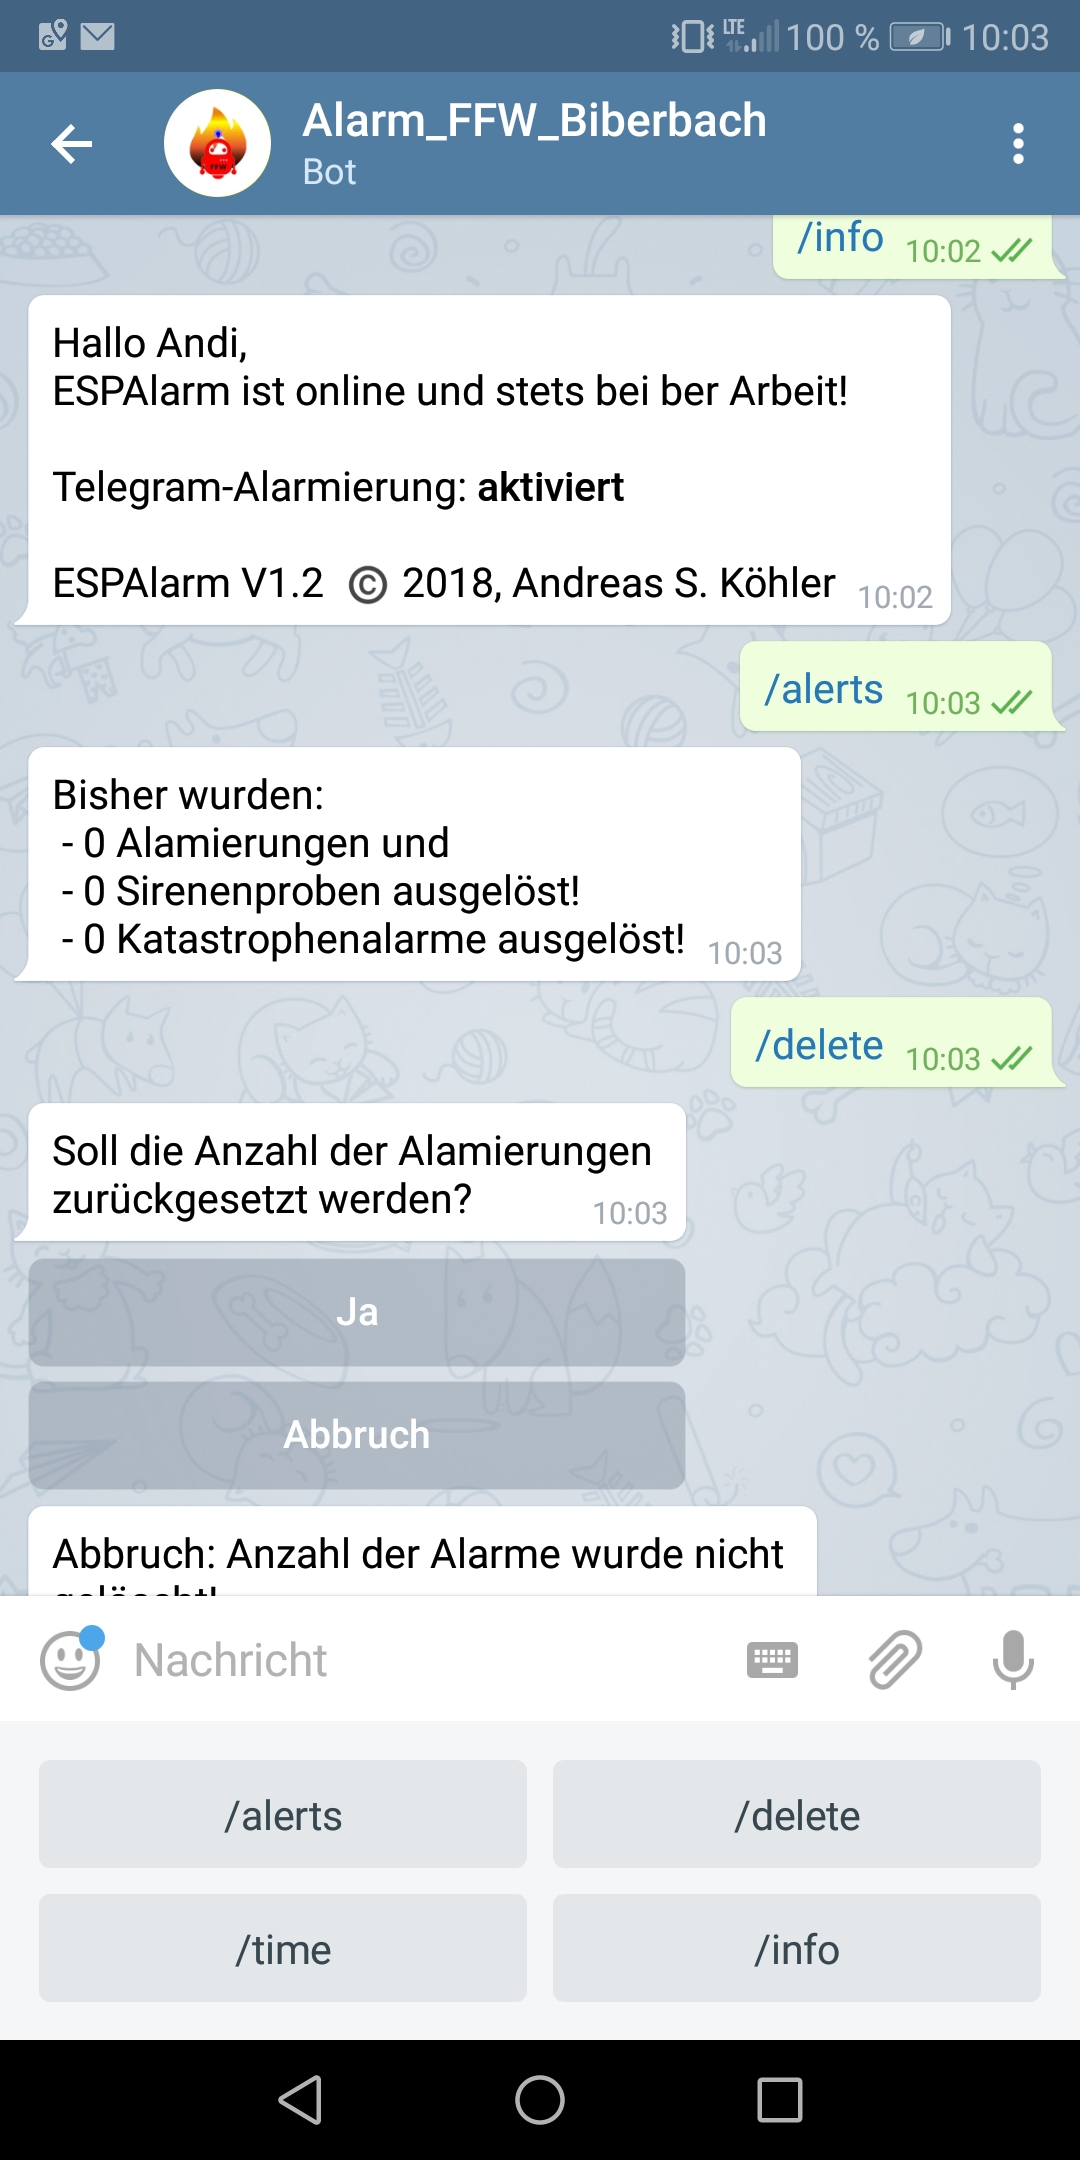 LTE 100 % 10:03
Alarm_FFW_Biberbach
Bot
/info 10:02
Hallo Andi,
ESPAlarm ist online und stets bei ber Arbeit!
Telegram-Alarmierung: aktiviert
ESPAlarm V1.2 © 2018, Andreas S. Köhler 10:02
/alerts 10:03
Bisher wurden:
- 0 Alamierungen und
- 0 Sirenenproben ausgelöst!
- 0 Katastrophenalarme ausgelöst! 10:03
/delete 10:03
Soll die Anzahl der Alamierungen
zurückgesetzt werden? 10:03
Ja
Abbruch
Abbruch: Anzahl der Alarme wurde nicht
gelöscht!
Nachricht
/alerts /delete
/time /info